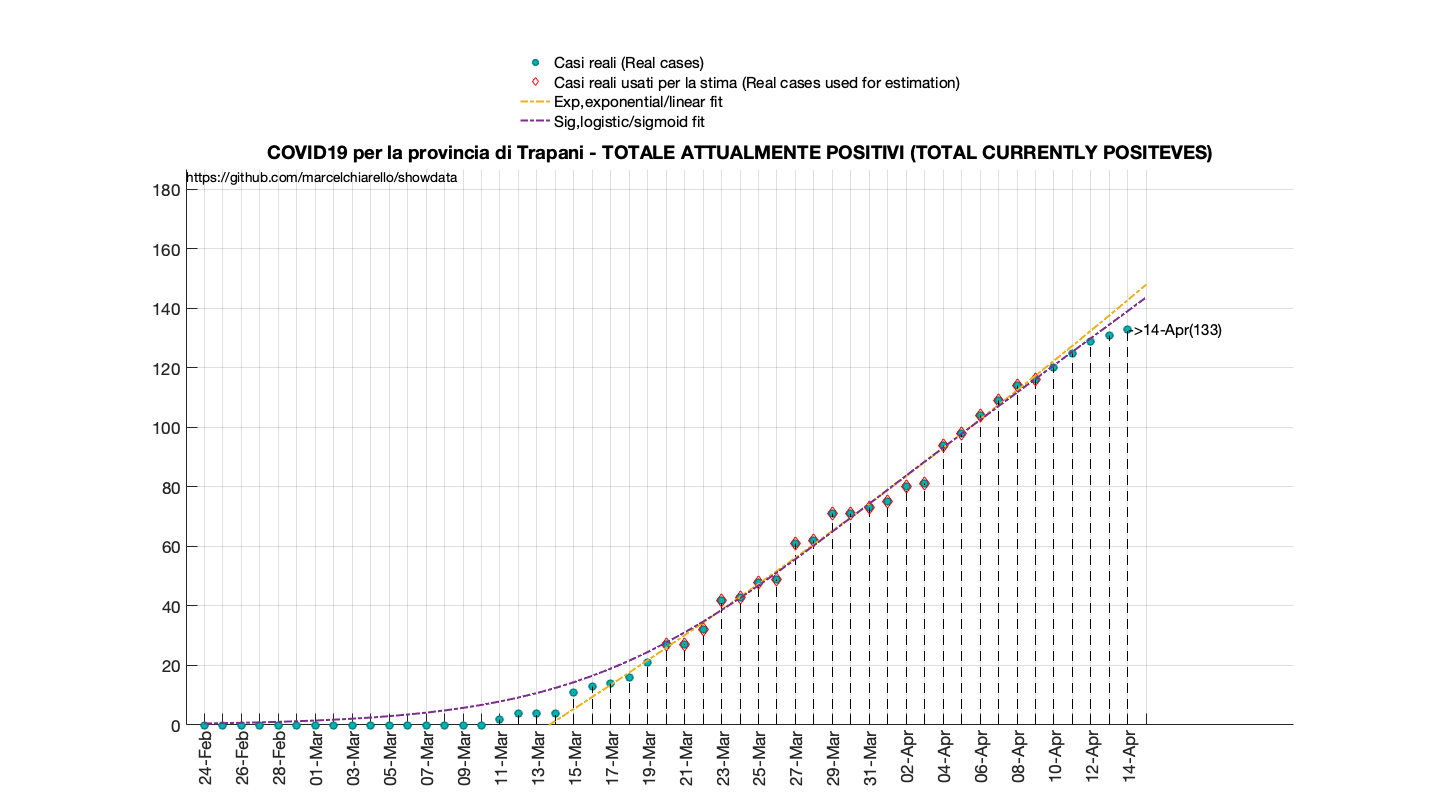 Casi reali (Real cases)
Casi reali usati per la stima (Real cases used for estimation)
Exp,exponential/linear fit
Sig,logistic/sigmoid fit
COVID19 per la provincia di Trapani - TOTALE ATTUALMENTE POSITIVI (TOTAL CURRENTLY POSITEVES)
https://github.com/marcelchiarello/showdata
180
160
140
120
100
80
60
40
20
0
->14-Apr(133)
24-Feb
26-Feb
28-Feb
01-Mar
03-Mar
05-Mar
07-Mar
09-Mar
11-Mar
13-Mar
15-Mar
17-Mar
19-Mar
21-Mar
23-Mar
25-Mar
27-Mar
29-Mar
31-Mar
02-Apr
04-Apr
06-Apr
08-Apr
10-Apr
12-Apr
14-Apr